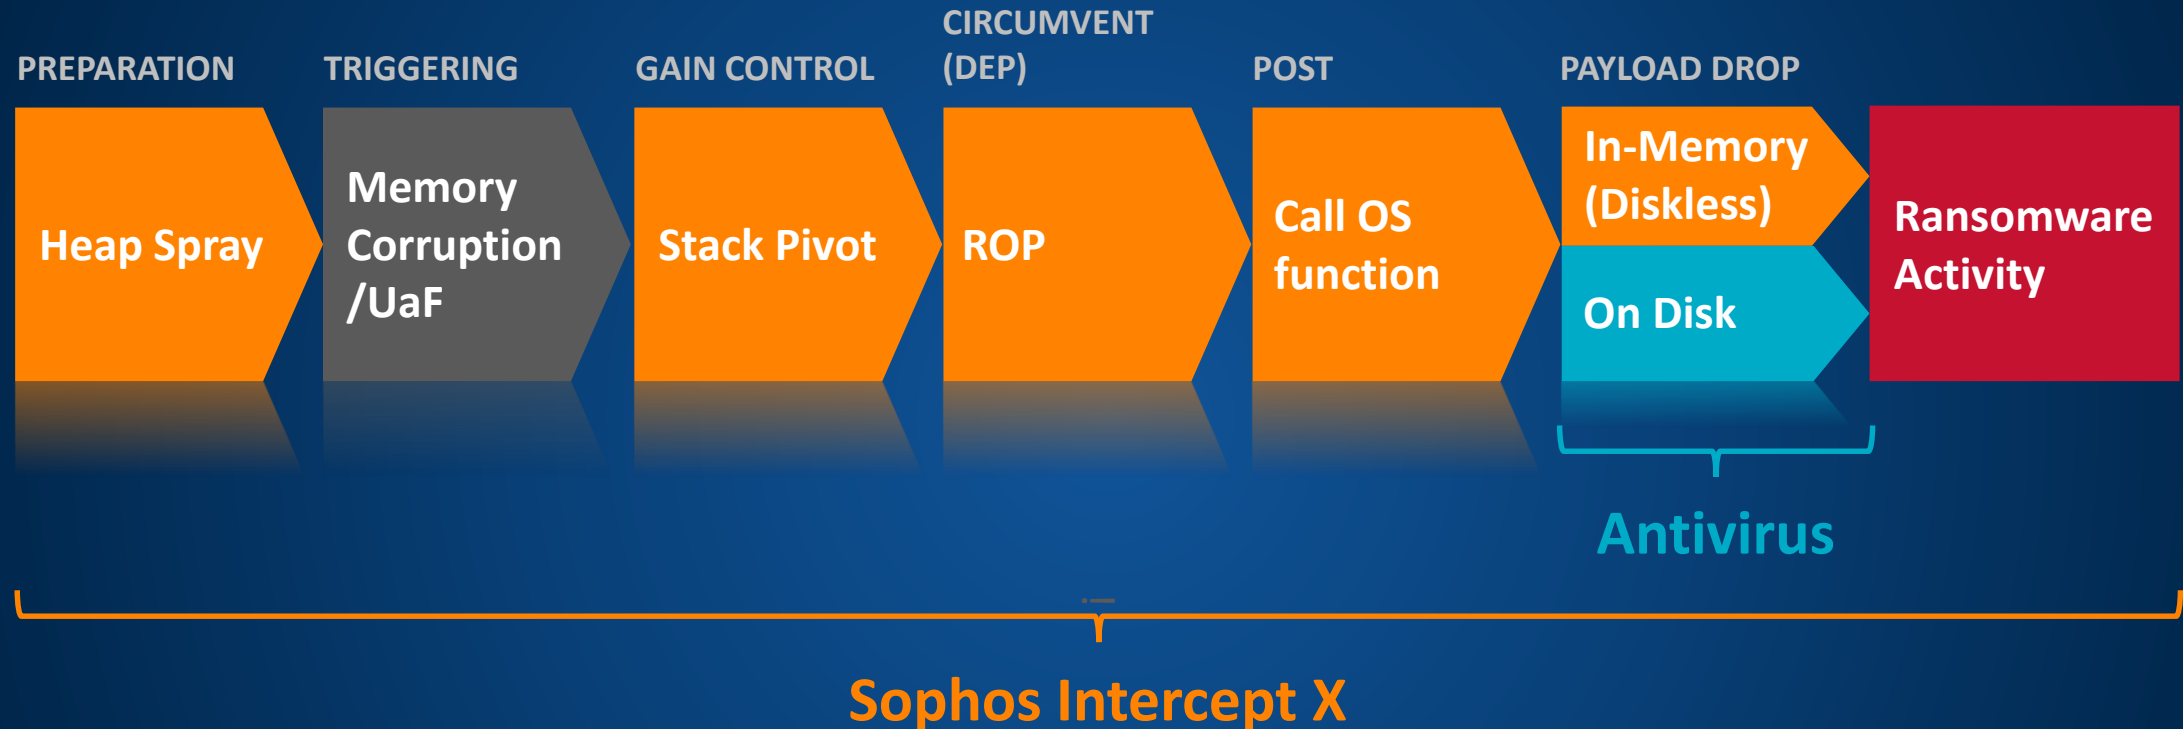 PREPARATION
TRIGGERING
GAIN CONTROL
CIRCUMVENT
(DEP)
POST
PAYLOAD DROP
Heap Spray
Memory
Corruption
/UaF
Stack Pivot
ROP
Call OS
function
In-Memory
(Diskless)
On Disk
Ransomware
Activity
Antivirus
Sophos Intercept X